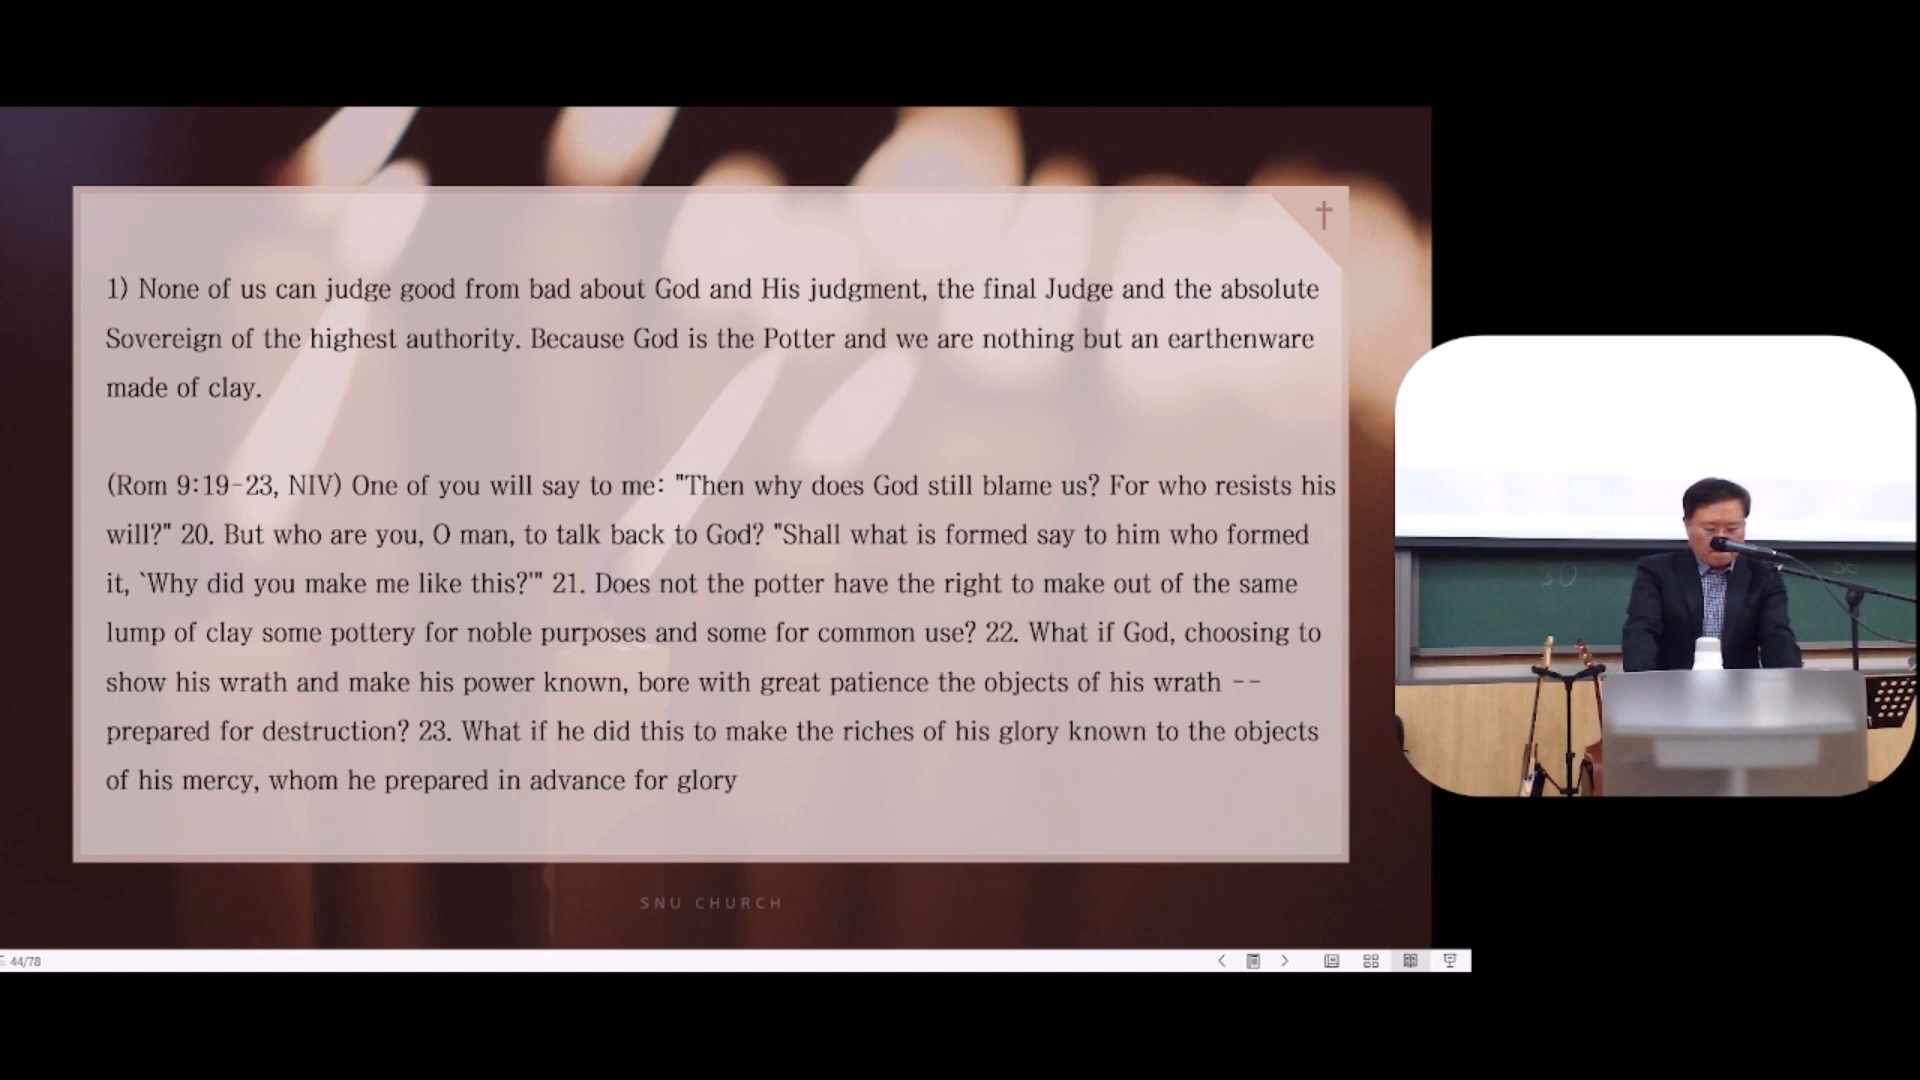 1) None of us can judge good from bad about God and His judgment, the final Judge and the absolute
Sovereign of the highest authority. Because God is the Potter and we are nothing but an earthenware
made of clay.
(Rom 9:19-23, NIV) One of you will say to me: "Then why does God still blame us? For who resists his
will?" 20. But who are you, O man, to talk back to God? "Shall what is formed say to him who formed
it, `Why did you make me like this?'" 21. Does not the potter have the right to make out of the same
lump of clay some pottery for noble purposes and some for common use? 22. What if God, choosing to
show his wrath and make his power known, bore with great patience the objects of his wrath --
prepared for destruction? 23. What if he did this to make the riches of his glory known to the objects
of his mercy, whom he prepared in advance for glory
SNU CHURCH
44/78
30